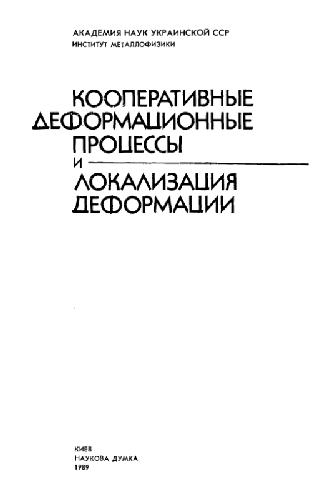 АКАДЕМИЯ НАУК УКРАИНСКОЙ ССР
ИНСТИТУТ МЕТАЛЛОФИЗИКИ
КООПЕРАТИВНЫЕ
ДЕФОРМАЦИОННЫЕ
ПРОЦЕССЫ
И
ЛОКАЛИЗАЦИЯ
ДЕФОРМАЦИИ
КИЕВ
НАУКОВА ДУМКА
1989